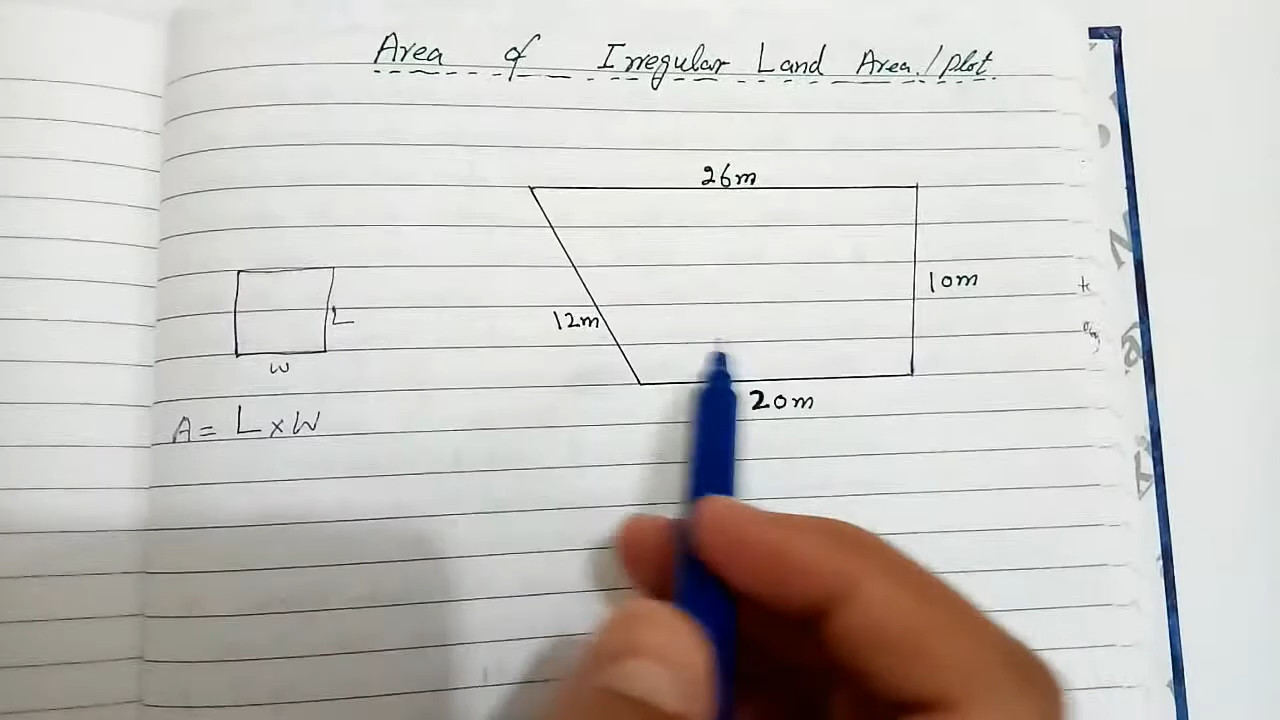 Area of Irregular Land Area/plot
26m
10m
12m
20m
L
w
A = L x W